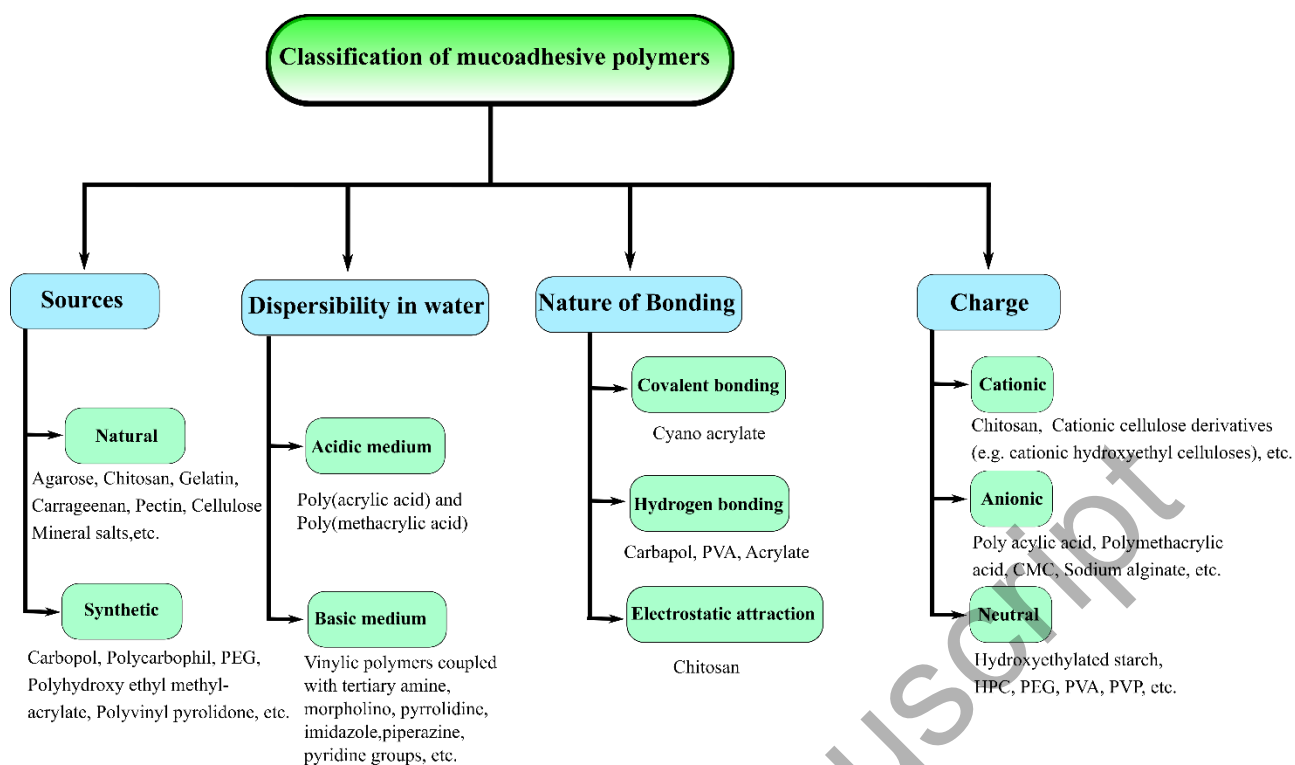 Classification of mucoadhesive polymers
Sources
Natural
Agarose, Chitosan, Gelatin,
Carrageenan, Pectin, Cellulose
Mineral salts,etc.
Synthetic
Carbopol, Polycarbophil, PEG,
Polyhydroxy ethyl methyl-
acrylate, Polyvinyl pyrolidone, etc.
Dispersibility in water
Acidic medium
Poly(acrylic acid) and
Poly(methacrylic acid)
Basic medium
Vinylic polymers coupled
with tertiary amine,
morpholino, pyrrolidine,
imidazole,piperazine,
pyridine groups, etc.
Nature of Bonding
Covalent bonding
Cyano acrylate
Hydrogen bonding
Carbapol, PVA, Acrylate
Electrostatic attraction
Chitosan
Charge
Cationic
Chitosan, Cationic cellulose derivatives
(e.g. cationic hydroxyethyl celluloses), etc.
Anionic
Poly acylic acid, Polymethacrylic
acid, CMC, Sodium alginate, etc.
Neutral
Hydroxyethylated starch,
HPC, PEG, PVA, PVP, etc.
uscript